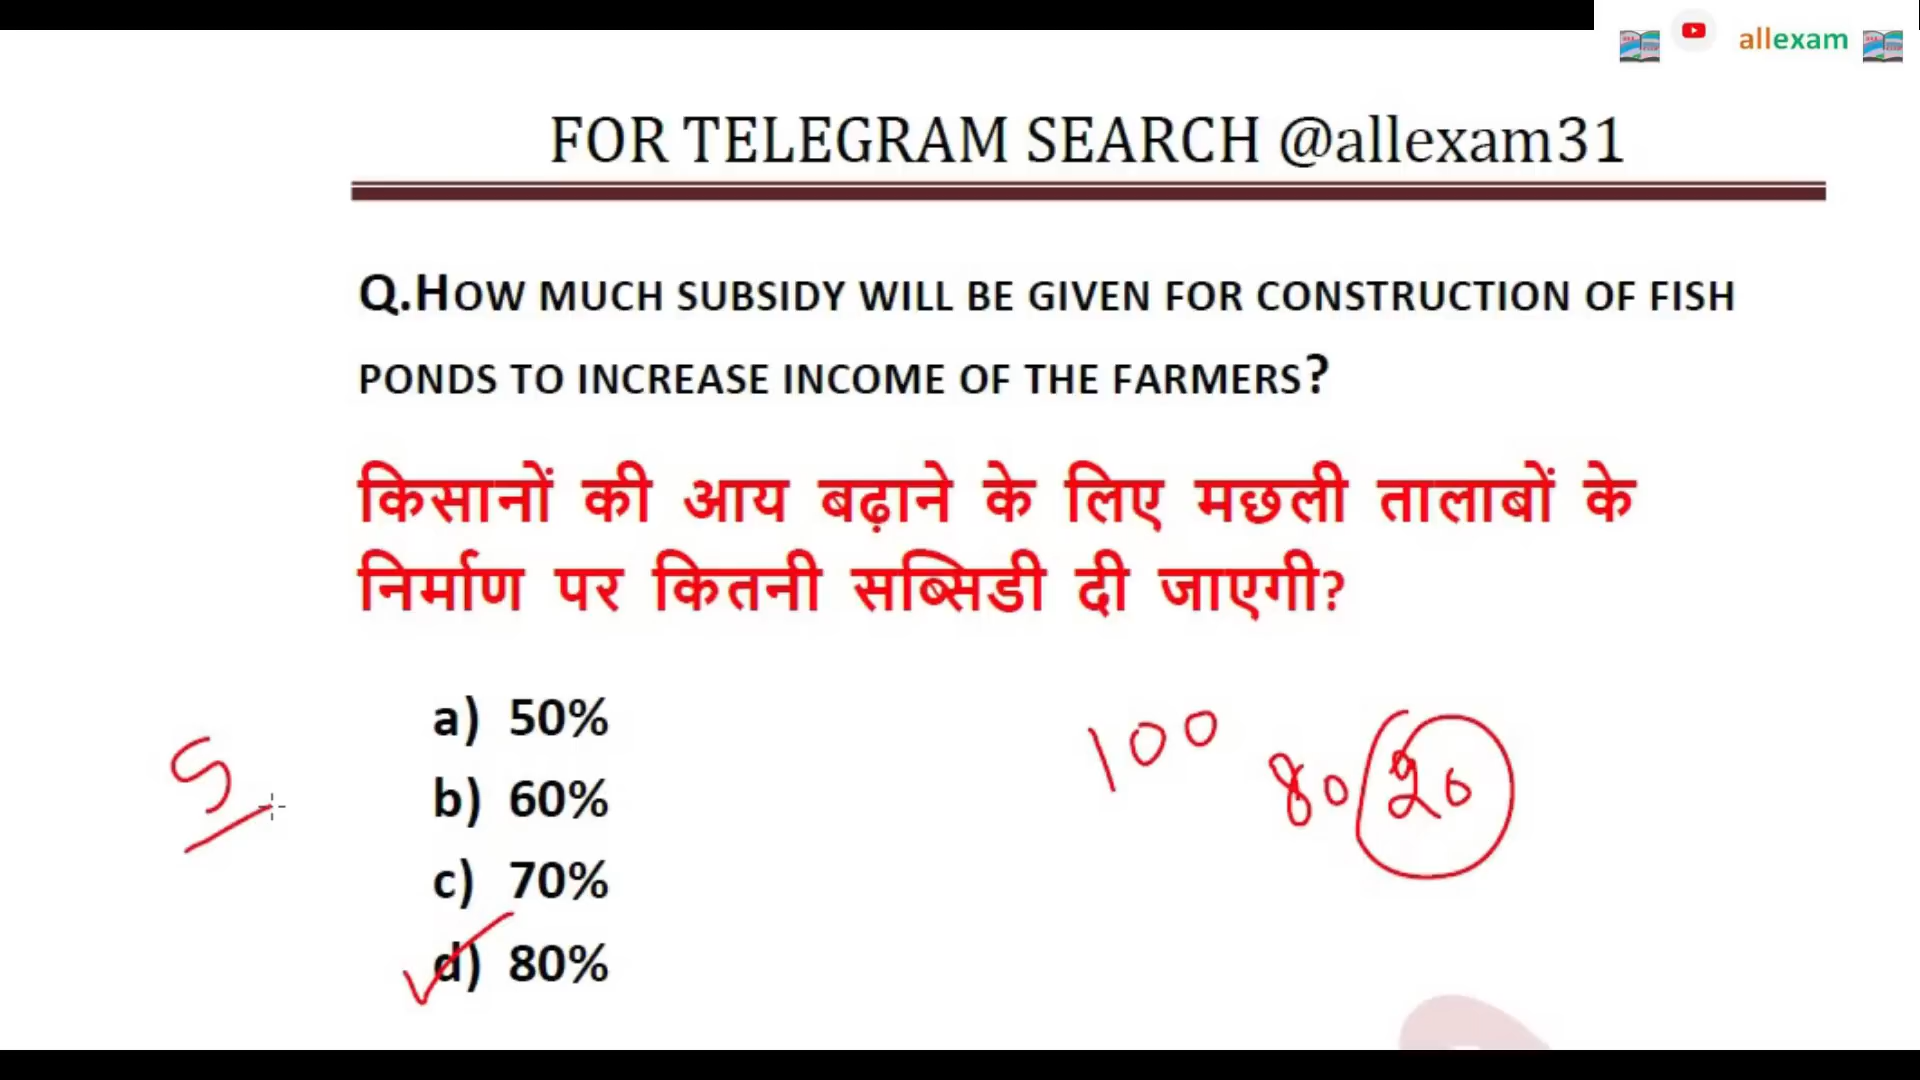 allexam
FOR TELEGRAM SEARCH @allexam31
Q.HOW MUCH SUBSIDY WILL BE GIVEN FOR CONSTRUCTION OF FISH
PONDS TO INCREASE INCOME OF THE FARMERS?
किसानों की आय बढ़ाने के लिए मछली तालाबों के
निर्माण पर कितनी सब्सिडी दी जाएगी?
a) 50%
b) 60%
c) 70%
d) 80%
5
100
80 20